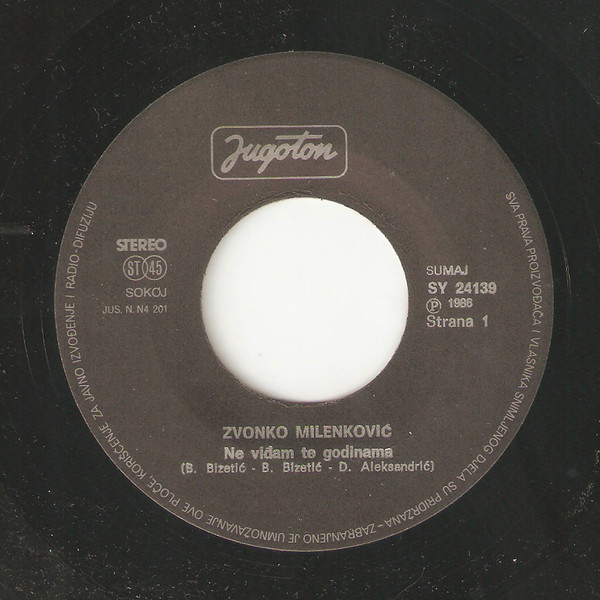 Jugoton
STEREO
ST 45
SOKOJ
JUS. N. N4 201
SUMAJ
SY 24139
℗ 1986
Strana 1
ZVONKO MILENKOVIĆ
Ne viđam te godinama
(B. Bizetić - B. Bizetić - D. Aleksandrić)
SVA PRAVA PROIZVOĐAČA I VLASNIKA SNIMLJENOG DJELA SU PRIDRŽANA - ZABRANJENO JE UMNOŽAVANJE OVE PLOČE, KORIŠĆENJE ZA JAVNO IZVOĐENJE I RADIO-DIFUZIJU